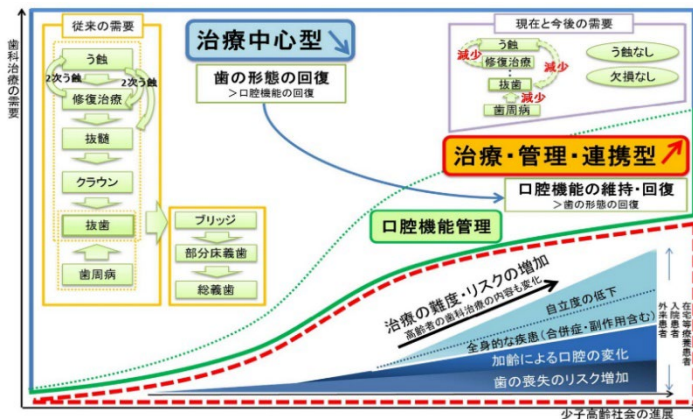 歯科治療の需要
従来の需要
う蝕
2次う蝕
2次う蝕
修復治療
抜髄
クラウン
抜歯
歯周病
ブリッジ
部分床義歯
総義歯
治療中心型
歯の形態の回復
>口腔機能の回復
現在と今後の需要
う蝕
減少
減少
修復治療
抜歯
減少
歯周病
う蝕なし
欠損なし
治療・管理・連携型
口腔機能の維持・回復
>歯の形態の回復
口腔機能管理
治療の難度・リスクの増加
高齢者の歯科治療の内容も変化
自立度の低下
全身的な疾患(合併症・副作用含む)
加齢による口腔の変化
歯の喪失のリスク増加
在宅等療養患者
入院患者
外来患者
少子高齢社会の進展